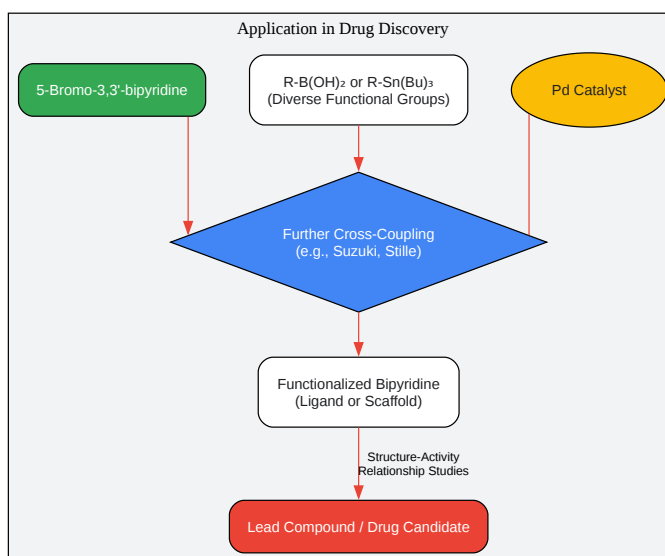 Application in Drug Discovery
5-Bromo-3,3'-bipyridine
R-B(OH)₂ or R-Sn(Bu)₃
(Diverse Functional Groups)
Pd Catalyst
Further Cross-Coupling
(e.g., Suzuki, Stille)
Functionalized Bipyridine
(Ligand or Scaffold)
Structure-Activity
Relationship Studies
Lead Compound / Drug Candidate